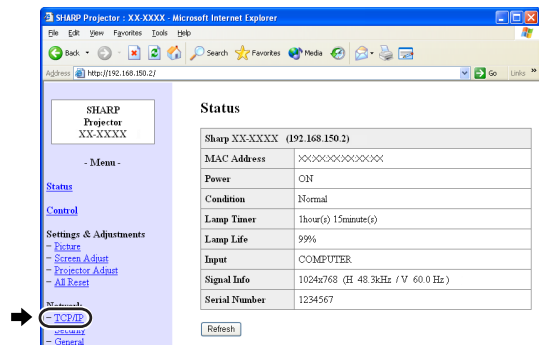 SHARP Projector : XX-XXXX - Microsoft Internet Explorer
File Edit View Favorites Tools Help
Back Search Favorites Media
Address http://192.168.150.2/ Go Links »
SHARP
Projector
XX-XXXX
- Menu -
Status
Control
Settings & Adjustments
– Picture
– Screen Adjust
– Projector Adjust
– All Reset
Network
– TCP/IP
– Security
– General
Status
Sharp XX-XXXX (192.168.150.2)
MAC Address XXXXXXXXXXXX
Power ON
Condition Normal
Lamp Timer 1hour(s) 15minute(s)
Lamp Life 99%
Input COMPUTER
Signal Info 1024x768 (H 48.3kHz / V 60.0 Hz )
Serial Number 1234567
Refresh